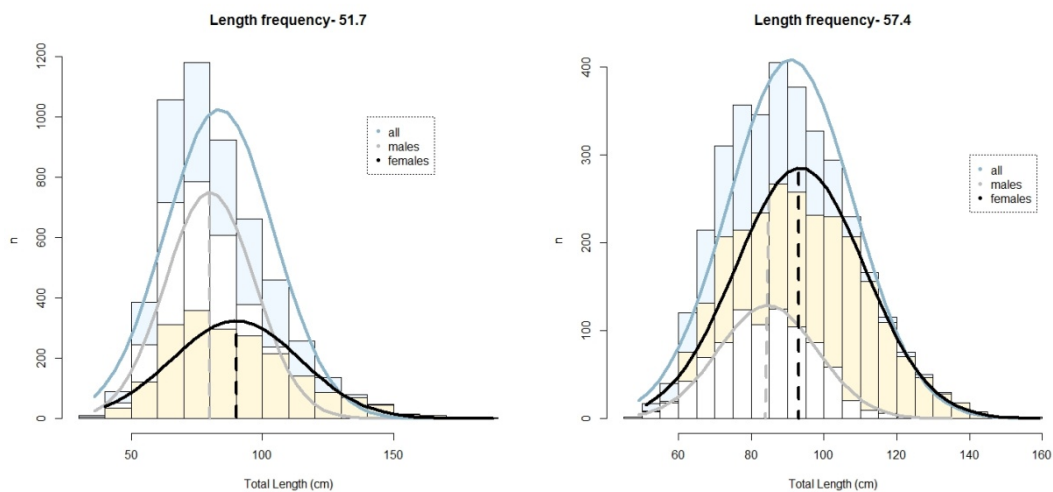 Length frequency- 51.7
1200
1000
800
600
400
200
0
n
all
males
females
50
100
150
Total Length (cm)
Length frequency- 57.4
400
300
200
100
0
n
all
males
females
60
80
100
120
140
160
Total Length (cm)